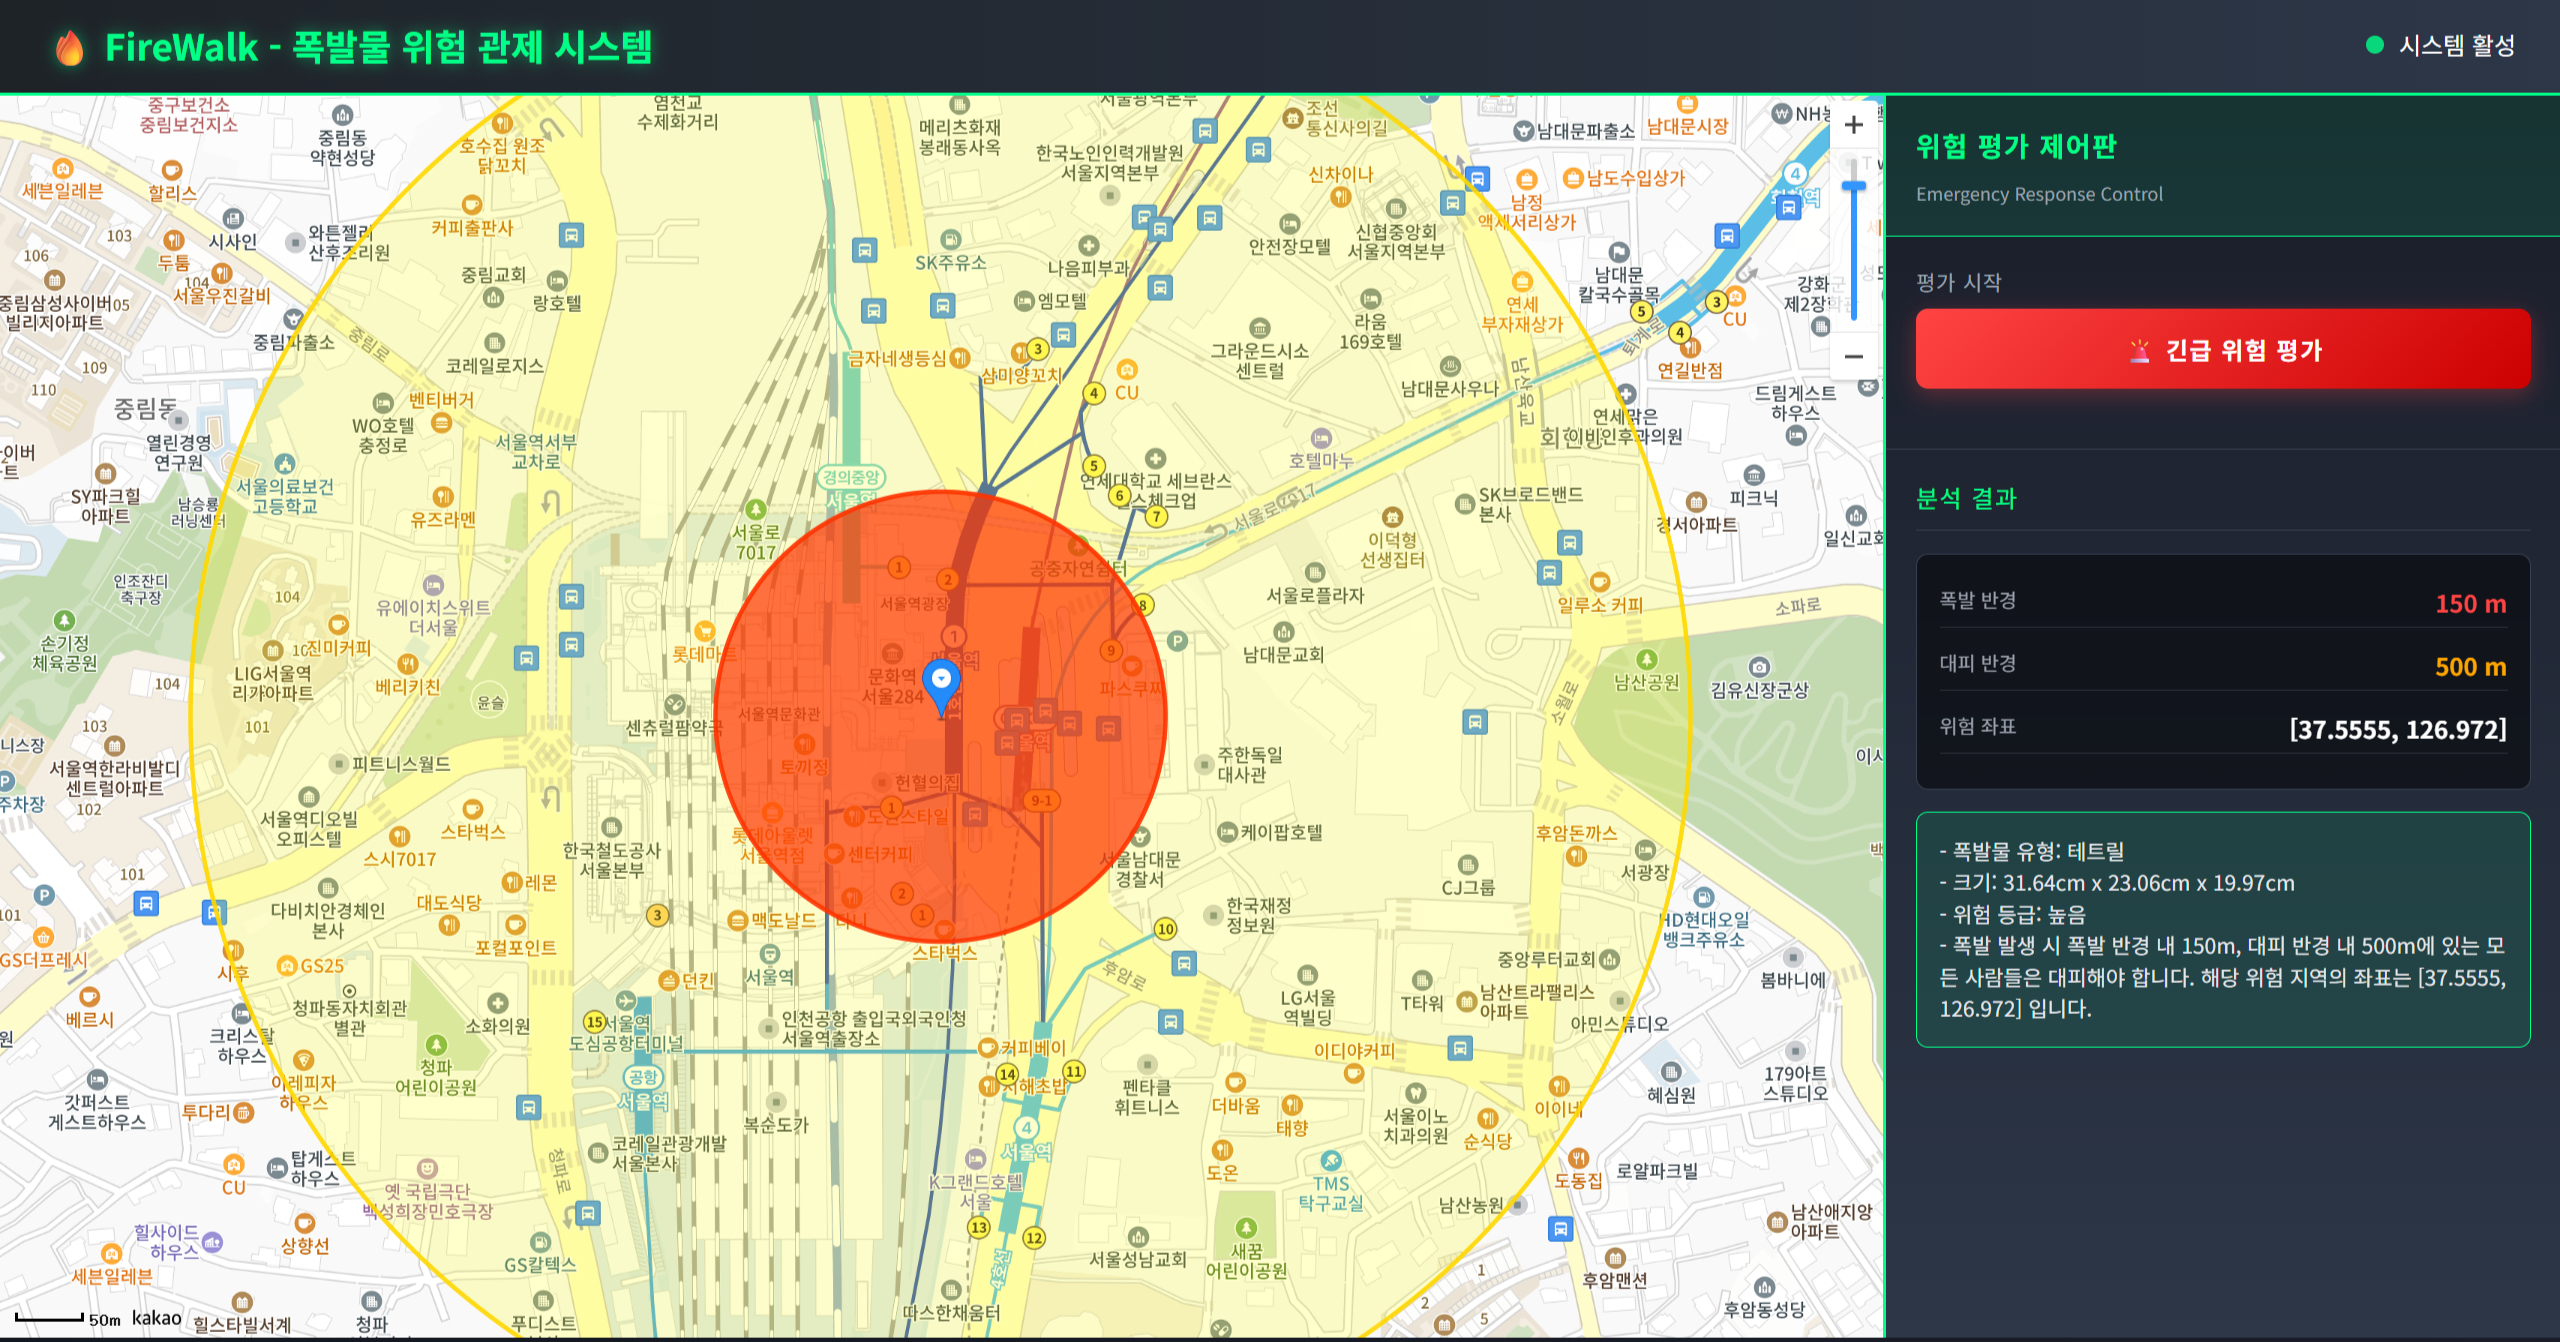 FireWalk - 폭발물 위험 관제 시스템
시스템 활성
위험 평가 제어판
Emergency Response Control
평가 시작
긴급 위험 평가
분석 결과
폭발 반경
150 m
대피 반경
500 m
위험 좌표
[37.5555, 126.972]
- 폭발물 유형: 테트릴
- 크기: 31.64cm x 23.06cm x 19.97cm
- 위험 등급: 높음
- 폭발 발생 시 폭발 반경 내 150m, 대피 반경 내 500m에 있는 모
든 사람들은 대피해야 합니다. 해당 위험 지역의 좌표는 [37.5555,
126.972] 입니다.
중구보건소
중림보건지소
중림동
약현성당
세븐일레븐
할리스
시사인
와튼젤리
산후조리원
두툼
서울우진갈비
중림삼성사이버
빌리지아파트
중림파출소
중림로
호수집 원조
닭꼬치
커피출판사
중림교회
랑호텔
코레일로지스
염천교
수제화거리
메리츠화재
봉래동사옥
한국노인인력개발원
서울지역본부
SK주유소
나음피부과
엠모텔
금자네생등심
삼미양꼬치
CU
조선
통신사의길
신차이나
안전장모텔
신협중앙회
서울지역본부
라움
169호텔
그라운드시소
센트럴
남대문사우나
남대문파출소
남대문시장
남정
액세서리상가
남도수입상가
남대문
칼국수골목
연세
부자재상가
퇴계로
CU
연길반점
드림게스트
하우스
중림동
열린경영
연구원
WO호텔
충정로
벤티버거
서울역서부
교차로
SY파크힐
아파트
남승룡
러닝센터
서울의료보건
고등학교
유즈라멘
인조잔디
축구장
손기정
체육공원
유에이치스위트
더서울
진미커피
LIG서울역
리가아파트
베리키친
윤슬
경의중앙
서울역
서울로
7017
호텔마누
연세대학교 세브란스
서울로7017
SK브로드밴드
본사
이덕형
선생집터
경서아파트
피크닉
일신교회
서울로플라자
일루소 커피
소파로
남대문교회
남산공원
김유신장군상
소월로
서울역광장
문화역
서울284
서울역문화관
롯데마트
센츄럴팜약국
토끼정
헌혈의집
롯데아울렛
서울역점
센터커피
맥도날드
스타벅스
주한독일
대사관
케이팝호텔
서울남대문
경찰서
한국재정
정보원
후암돈까스
CJ그룹
서광장
HD현대오일
뱅크주유소
서울역한라비발디
센트럴아파트
피트니스월드
서울역디오빌
오피스텔
스타벅스
스시7017
한국철도공사
서울본부
다비치안경체인
본사
대도식당
레몬
포컬포인트
GS더프레시
시후
GS25
청파동자치회관
별관
소화의원
베르시
크리스탈
하우스
서울역
던킨
서울역
도심공항터미널
인천공항 출입국외국인청
서울역출장소
공항
서울역
커피베이
후암로
LG서울
역빌딩
T타워
중앙루터교회
남산트라팰리스
아파트
아민스튜디오
봄바니에
청파
어린이공원
갓퍼스트
게스트하우스
투다리
탑게스트
하우스
CU
옛 국립극단
백성희장민호극장
힐사이드
하우스
상향선
세븐일레븐
힐스타빌서계
청파
GS칼텍스
푸디스트
청파로
복순도가
코레일관광개발
서울본사
K그랜드호텔
서울
4
서울역
4호선
따스한채움터
펜타클
휘트니스
더바움
태향
도온
이디야커피
서울이노
치과의원
순식당
이이네
TMS
탁구교실
서울성남교회
새꿈
어린이공원
남산농원
도동집
로얄파크빌
혜심원
179아트
스튜디오
남산애지앙
아파트
후암맨션
후암동성당
50m
kakao